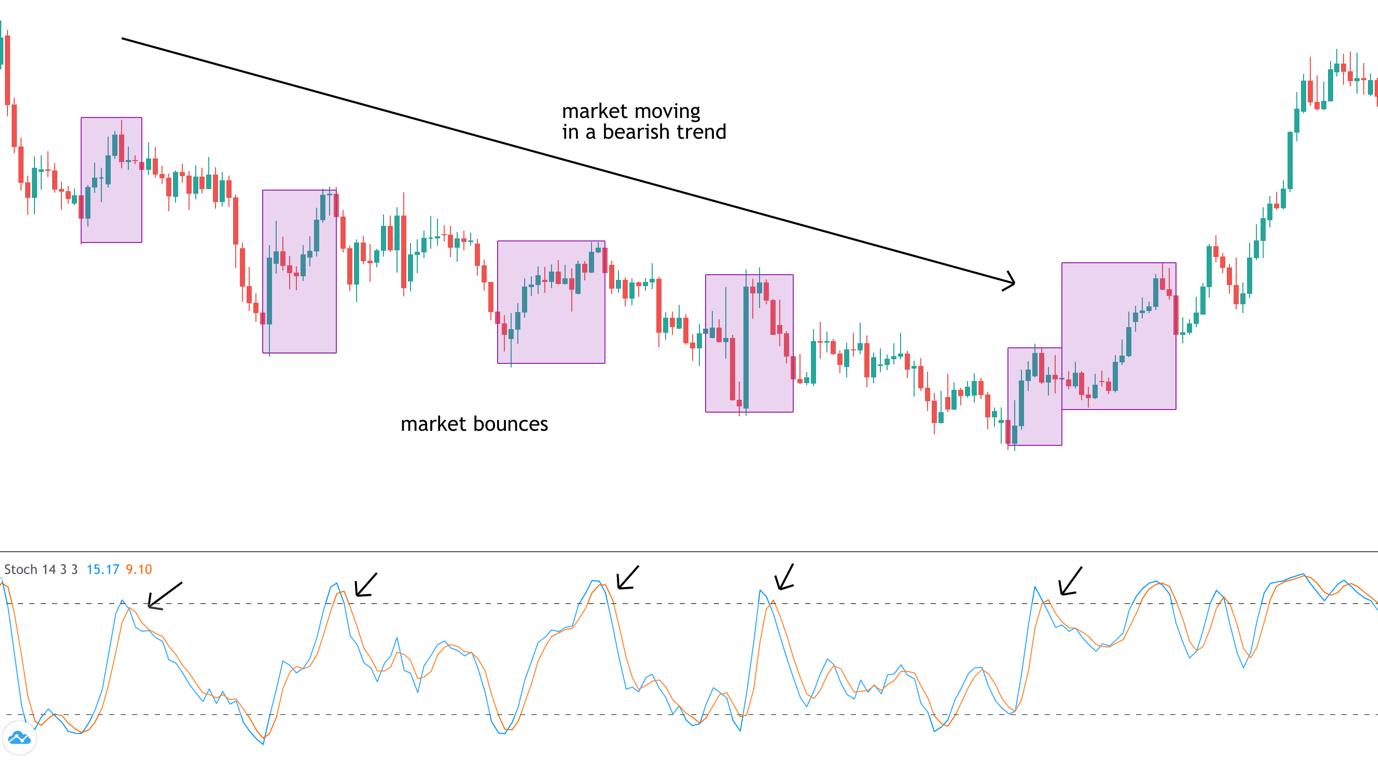 market moving
in a bearish trend
market bounces
Stoch 14 3 3 15.17 9.10